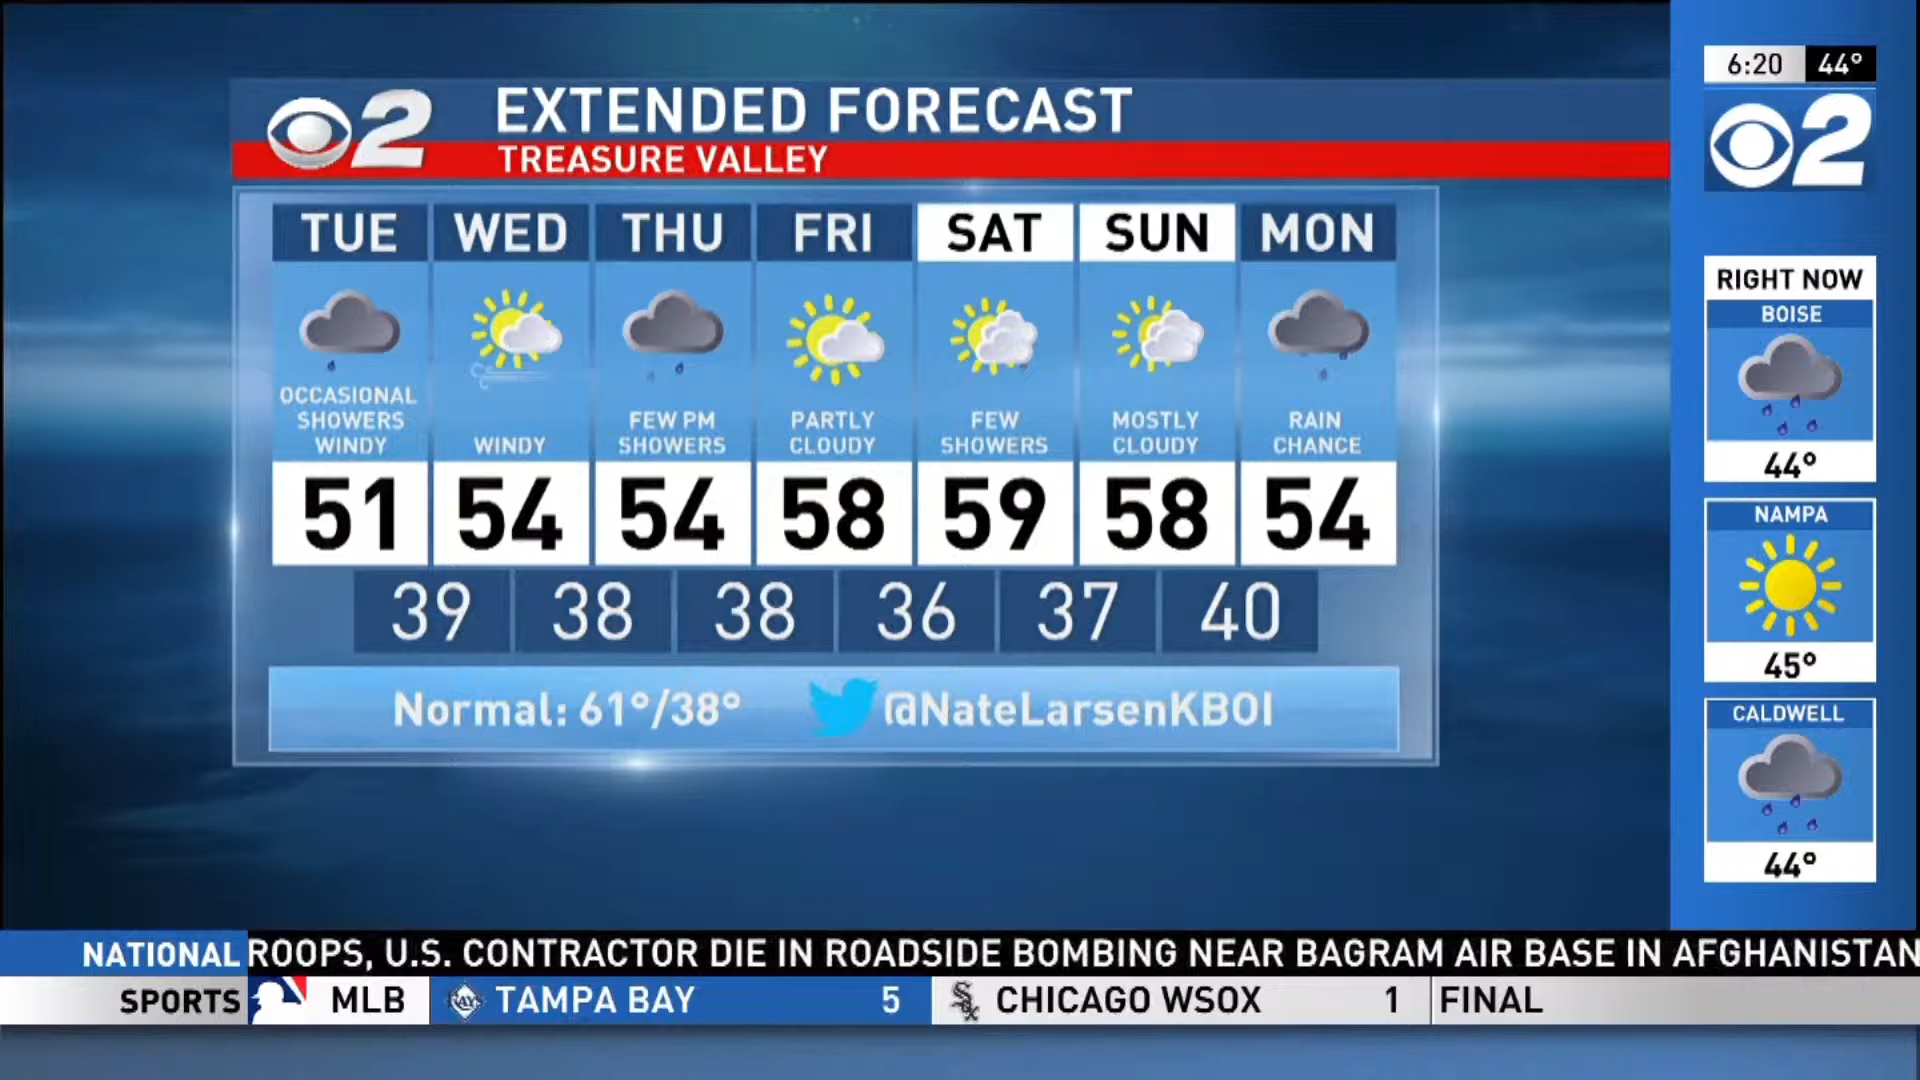 6:20 44°
2 EXTENDED FORECAST
TREASURE VALLEY
2
TUE WED THU FRI SAT SUN MON
OCCASIONAL SHOWERS WINDY
WINDY
FEW PM SHOWERS
PARTLY CLOUDY
FEW SHOWERS
MOSTLY CLOUDY
RAIN CHANCE
51 54 54 58 59 58 54
39 38 38 36 37 40
Normal: 61°/38° @NateLarsenKBOI
RIGHT NOW
BOISE
44°
NAMPA
45°
CALDWELL
44°
NATIONAL ROOPS, U.S. CONTRACTOR DIE IN ROADSIDE BOMBING NEAR BAGRAM AIR BASE IN AFGHANISTAN
SPORTS MLB RAYS TAMPA BAY 5 Sox CHICAGO WSOX 1 FINAL